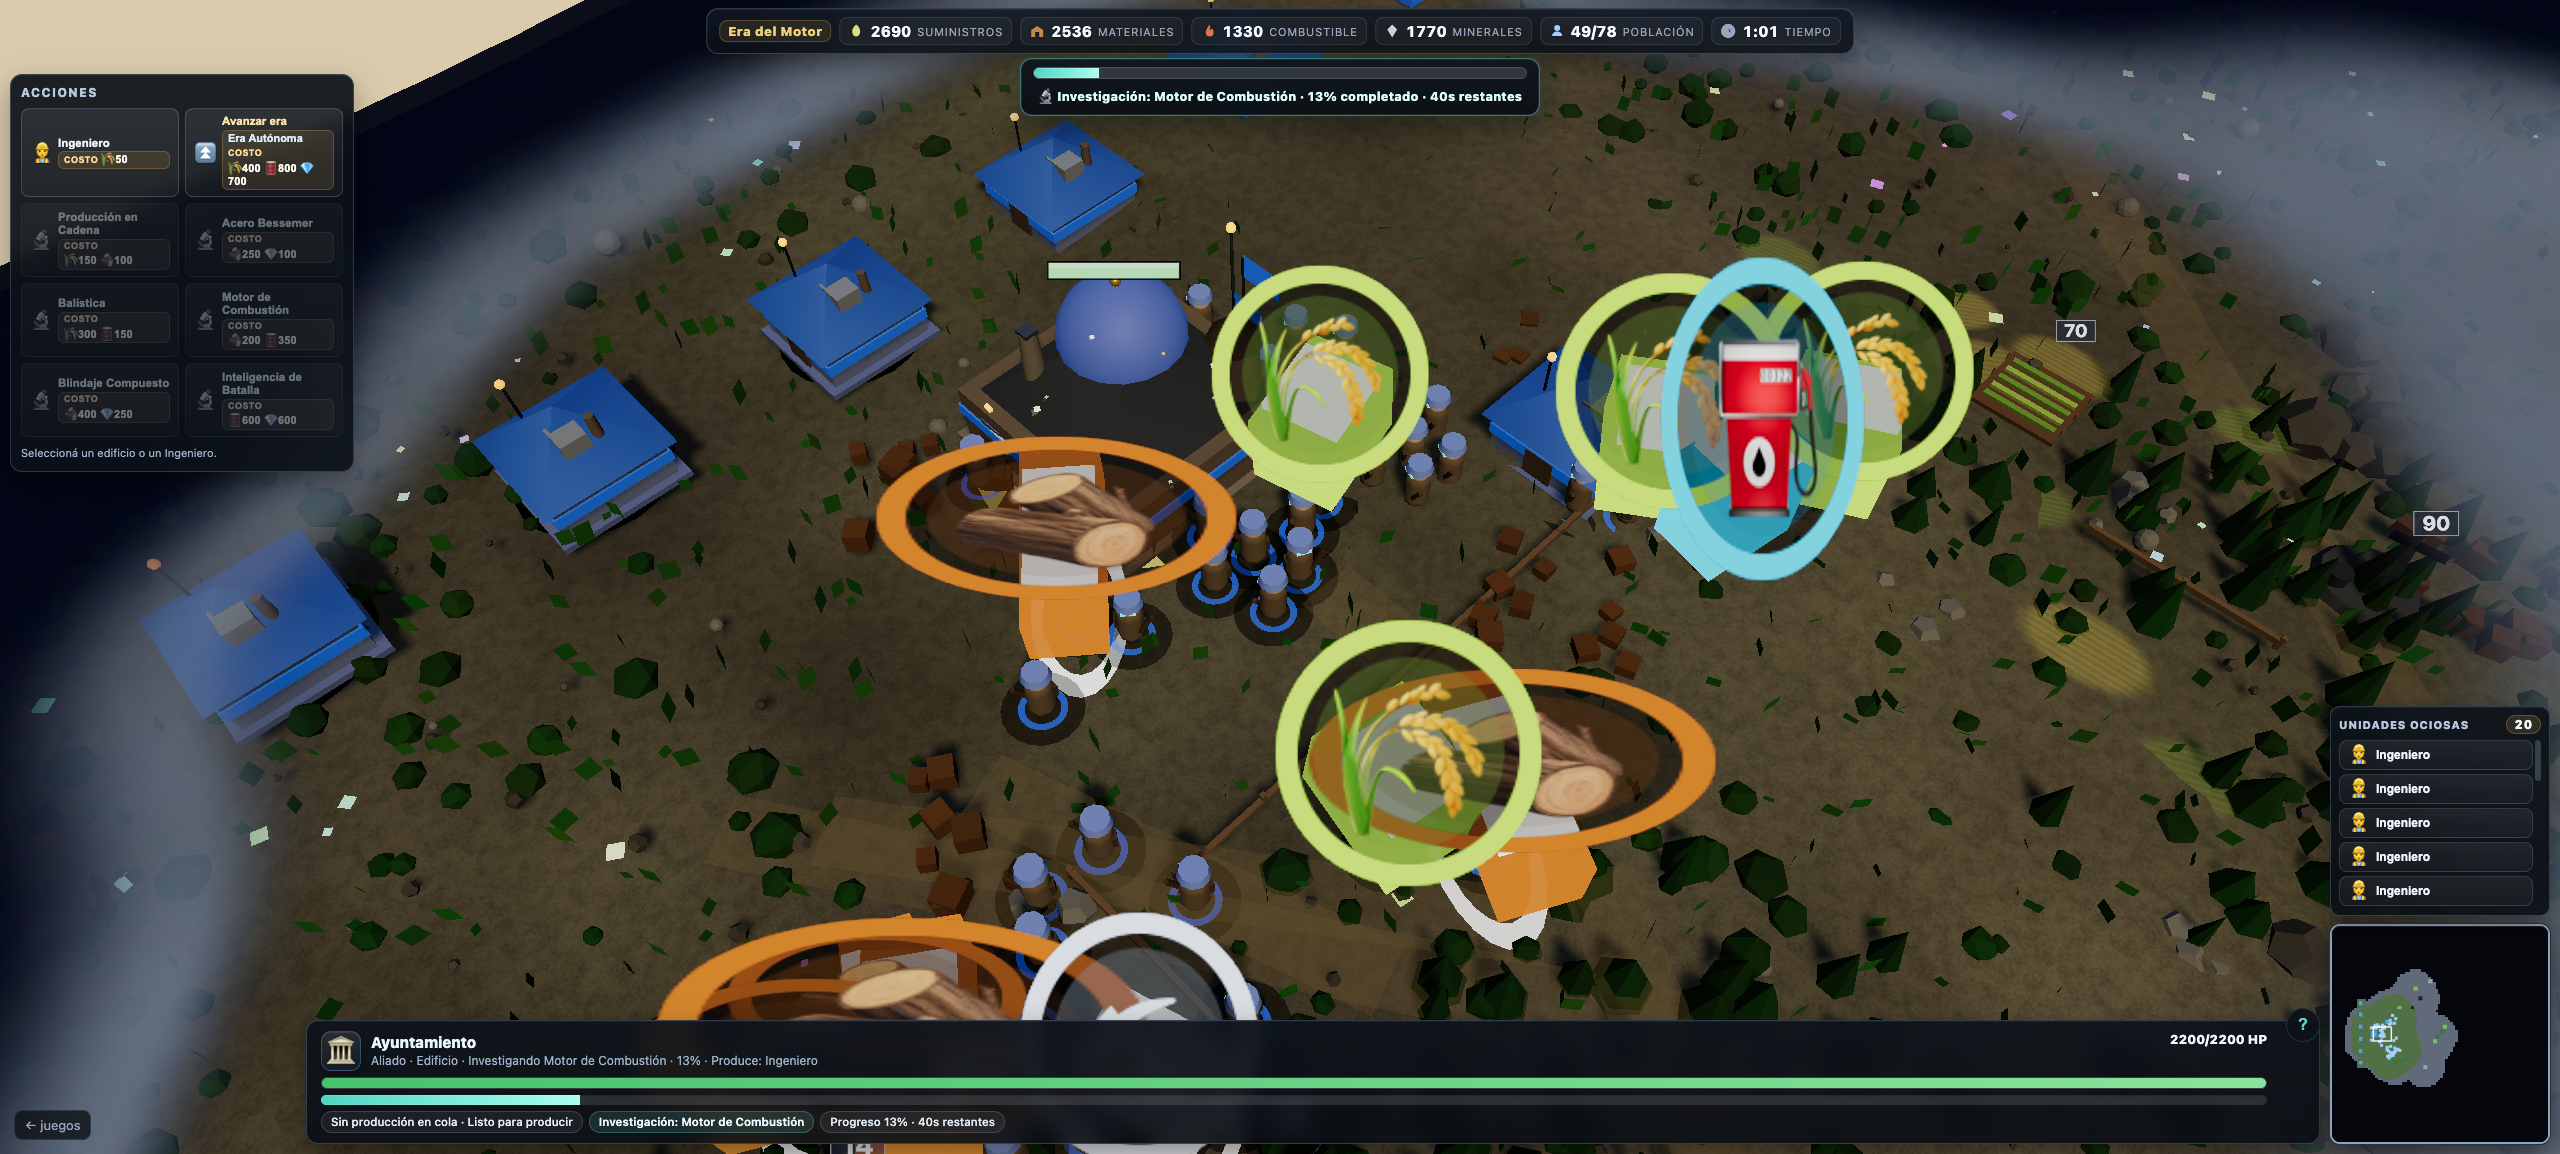 Era del Motor
2690 SUMINISTROS
2536 MATERIALES
1330 COMBUSTIBLE
1770 MINERALES
49/78 POBLACIÓN
1:01 TIEMPO
Investigación: Motor de Combustión · 13% completado · 40s restantes
ACCIONES
Ingeniero
COSTO 50
Avanzar era
Era Autónoma
COSTO
400 800
700
Producción en
Cadena
COSTO
150 100
Acero Bessemer
COSTO
250 100
Balística
COSTO
300 150
Motor de
Combustión
COSTO
200 350
Blindaje Compuesto
COSTO
400 250
Inteligencia de
Batalla
COSTO
600 600
Seleccioná un edificio o un Ingeniero.
70
90
UNIDADES OCIOSAS 20
Ingeniero
Ingeniero
Ingeniero
Ingeniero
Ingeniero
?
Ayuntamiento
2200/2200 HP
Aliado · Edificio · Investigando Motor de Combustión · 13% · Produce: Ingeniero
Sin producción en cola · Listo para producir
Investigación: Motor de Combustión
Progreso 13% · 40s restantes
← juegos